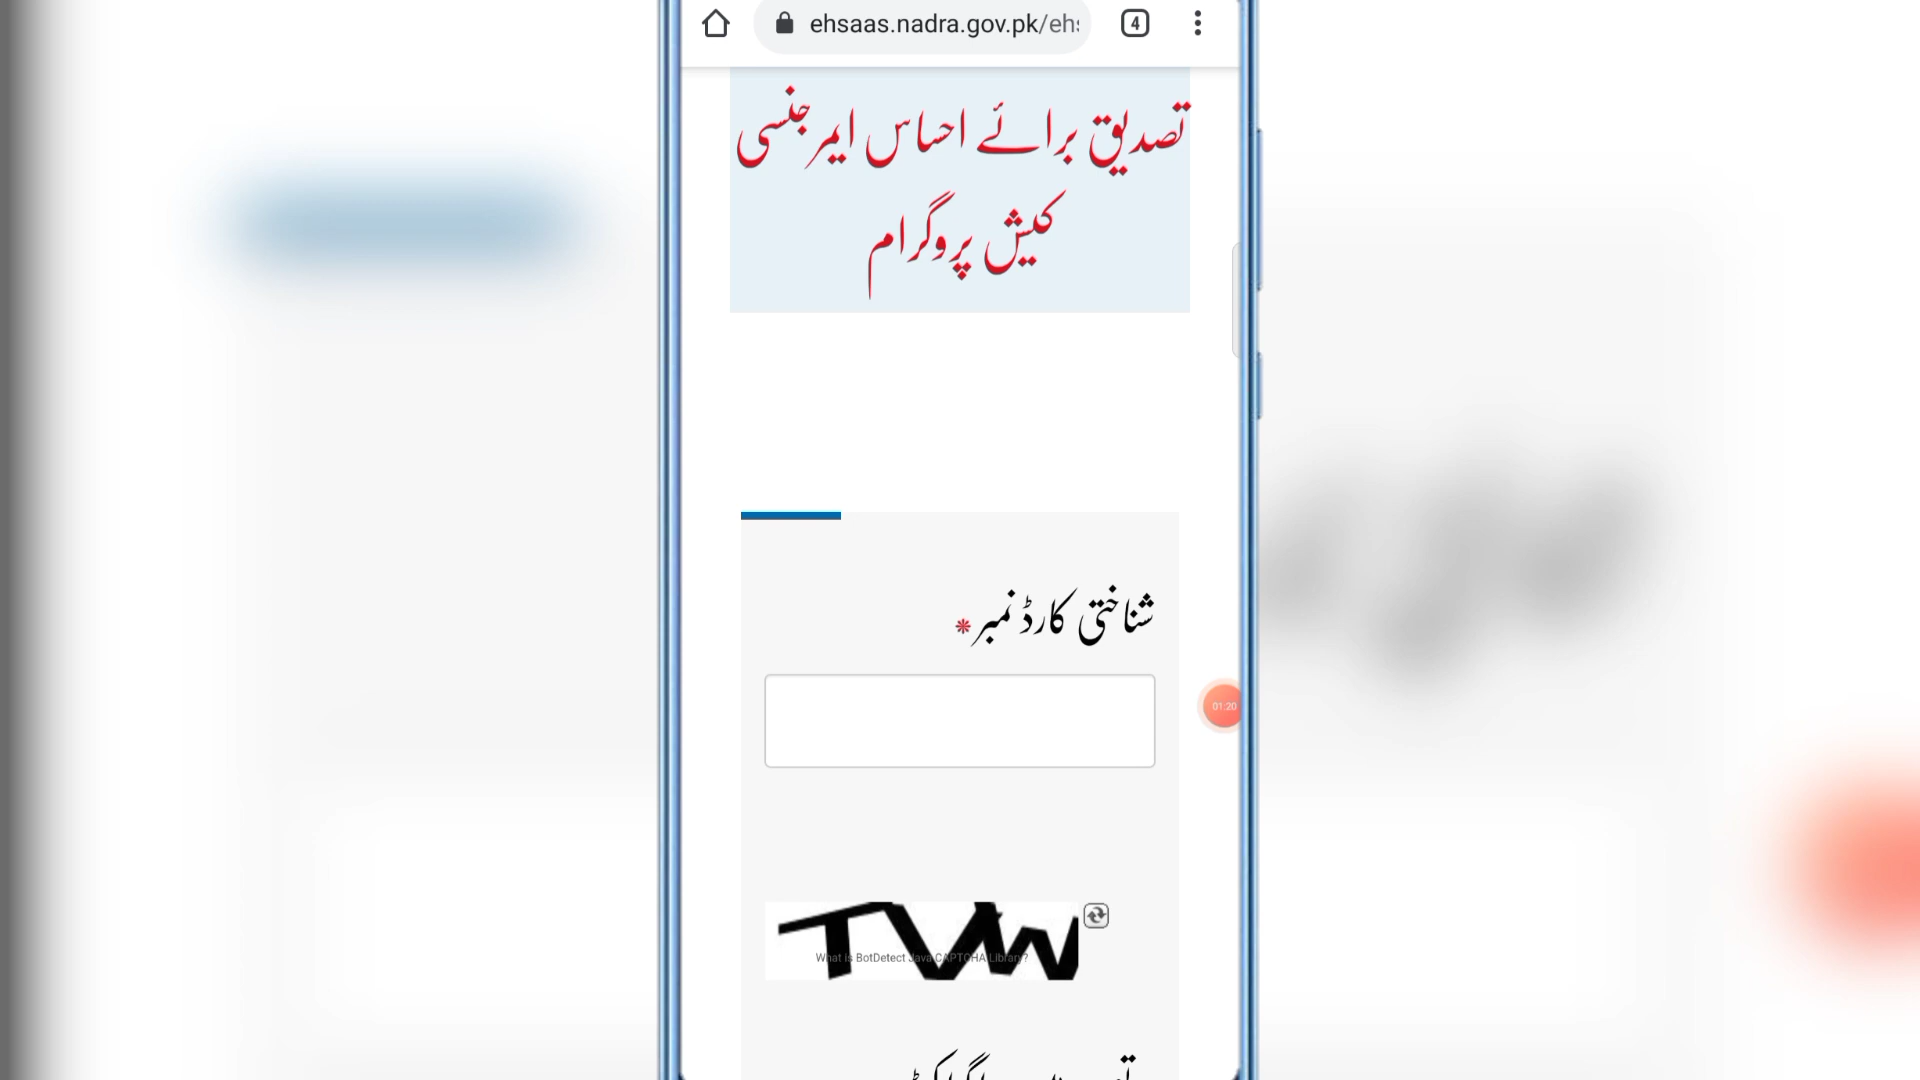 ehsaas.nadra.gov.pk/eh
4
تصدیق برائے احساس ایمرجنسی
کیش پروگرام
شناختی کارڈ نمبر*
01:20
What is BotDetect Java CAPTCHA Library?